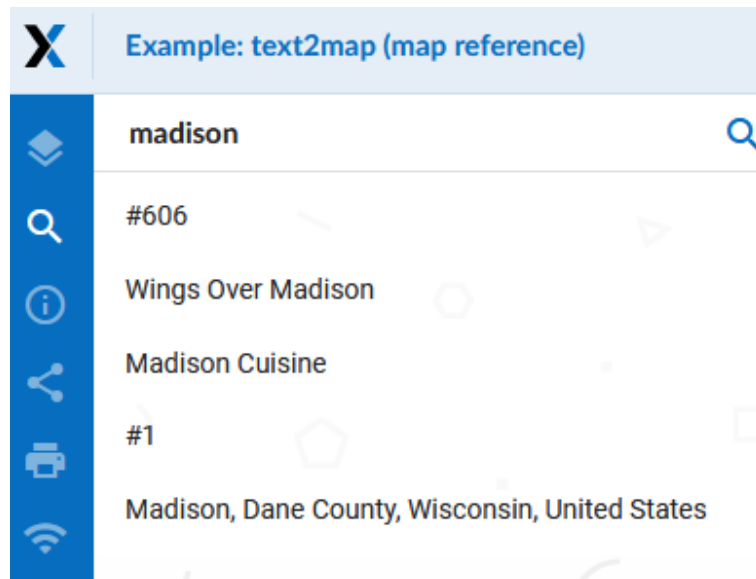 Example: text2map (map reference)
madison
#606
Wings Over Madison
Madison Cuisine
#1
Madison, Dane County, Wisconsin, United States